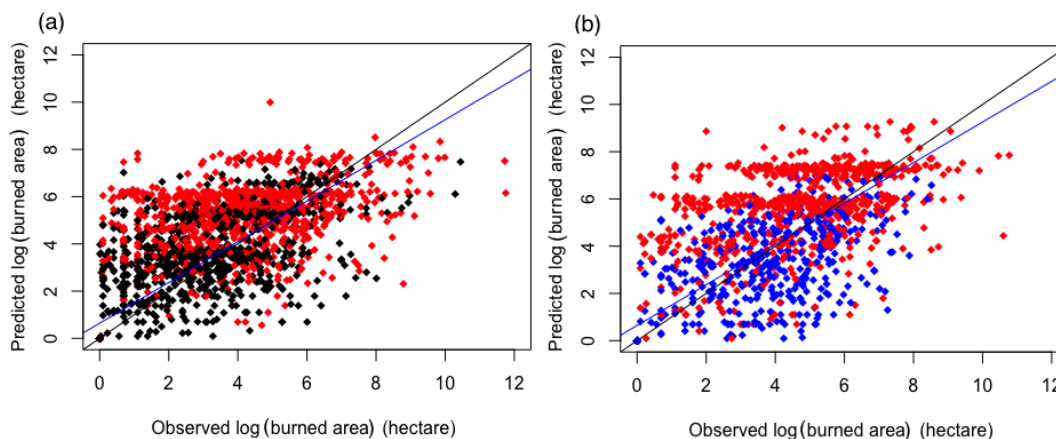 (a)
Predicted log (burned area) (hectare)
0 2 4 6 8 10 12
0 2 4 6 8 10 12
Observed log (burned area) (hectare)
(b)
Predicted log (burned area) (hectare)
0 2 4 6 8 10 12
0 2 4 6 8 10 12
Observed log (burned area) (hectare)